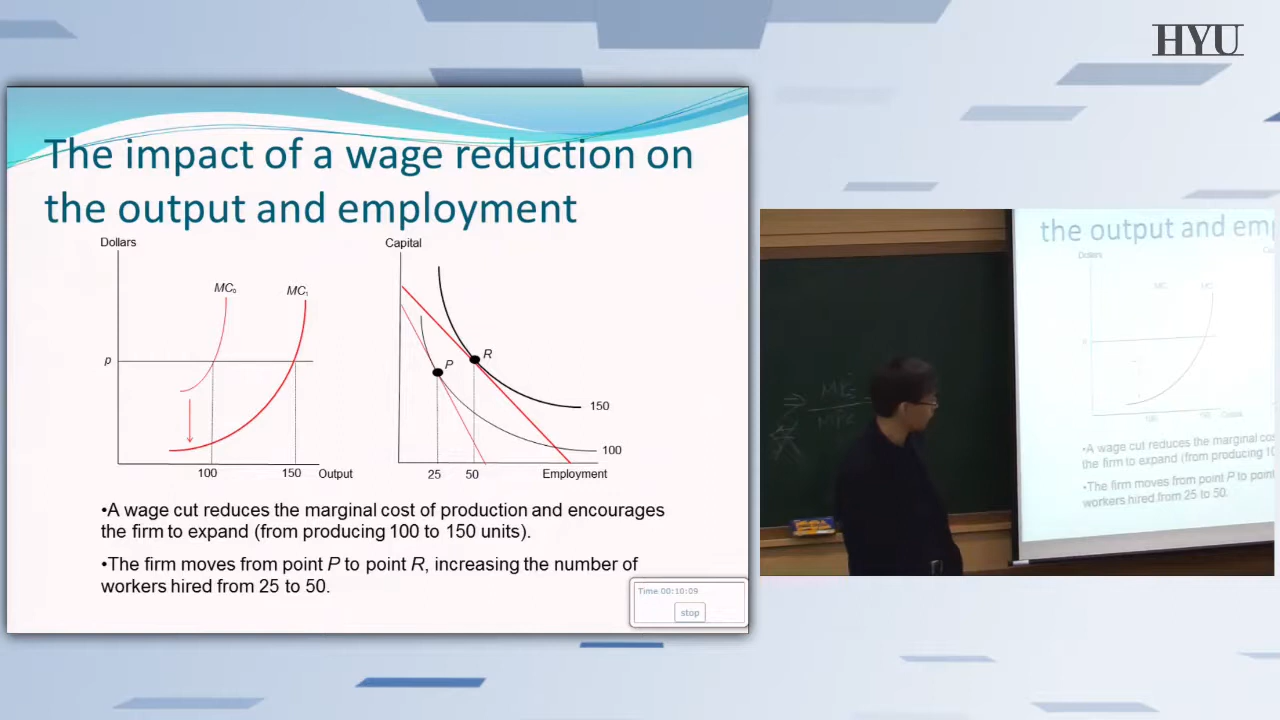 HYU
The impact of a wage reduction on
the output and employment
Dollars
MC₀
MC₁
p
100
150
Output
Capital
P
R
150
100
25
50
Employment
•A wage cut reduces the marginal cost of production and encourages
the firm to expand (from producing 100 to 150 units).
•The firm moves from point P to point R, increasing the number of
workers hired from 25 to 50.
Time 00:10:09
stop
the output and em
Dollars
MC
MC
100
150
•A wage cut reduces the marginal cos
the firm to expand (from producing 10
•The firm moves from point P to point
workers hired from 25 to 50.